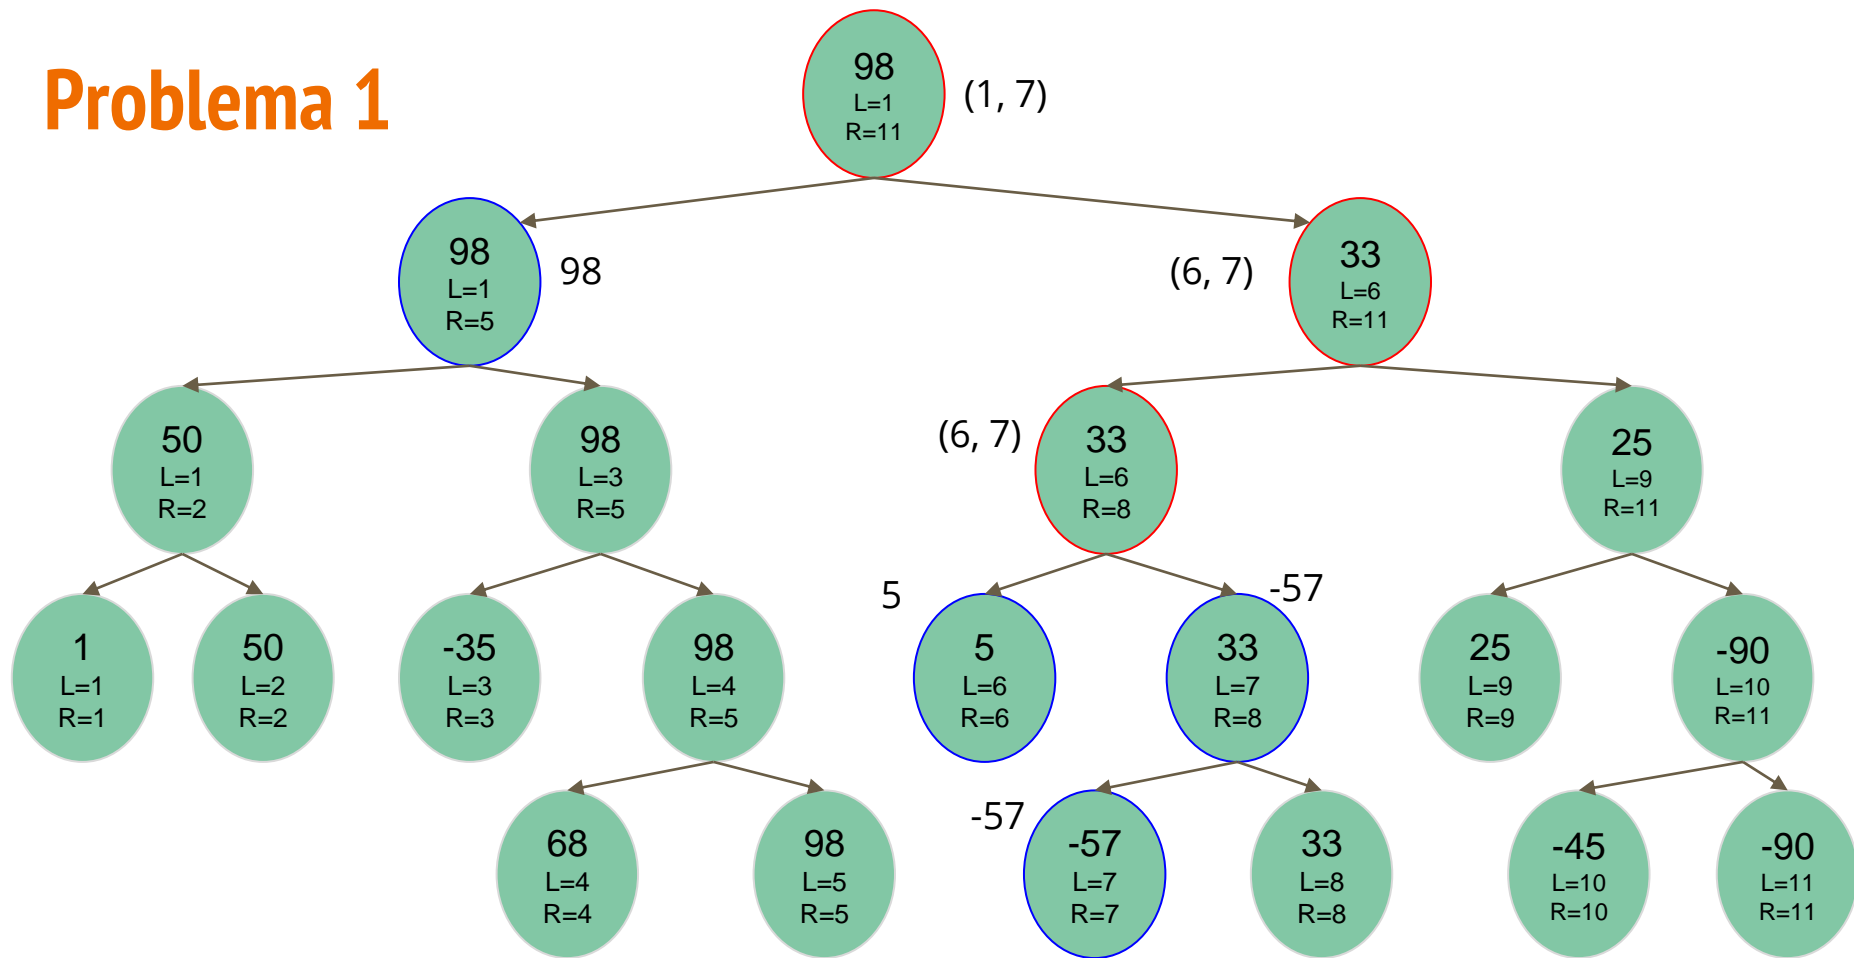 Problema 1
98
L=1
R=11
(1, 7)
98
L=1
R=5
98
(6, 7)
33
L=6
R=11
50
L=1
R=2
98
L=3
R=5
(6, 7)
33
L=6
R=8
25
L=9
R=11
1
L=1
R=1
50
L=2
R=2
-35
L=3
R=3
98
L=4
R=5
5
5
L=6
R=6
-57
33
L=7
R=8
25
L=9
R=9
-90
L=10
R=11
68
L=4
R=4
98
L=5
R=5
-57
-57
L=7
R=7
33
L=8
R=8
-45
L=10
R=10
-90
L=11
R=11